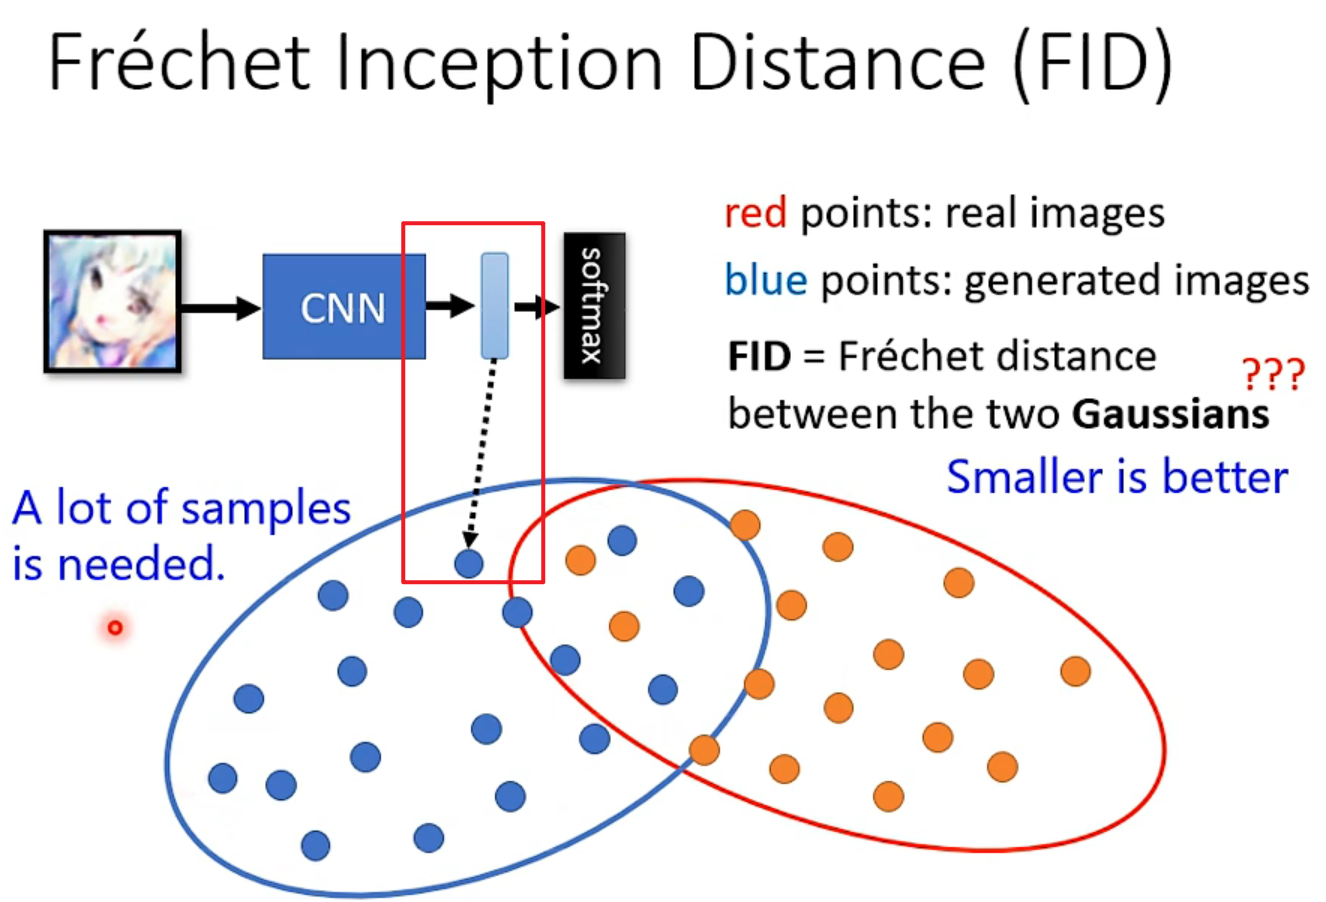 Fréchet Inception Distance (FID)
CNN
softmax
red points: real images
blue points: generated images
FID = Fréchet distance
between the two Gaussians
???
Smaller is better
A lot of samples
is needed.